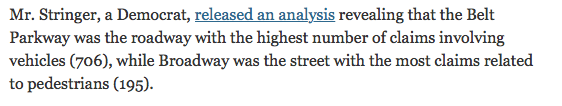 Mr. Stringer, a Democrat, released an analysis revealing that the Belt
Parkway was the roadway with the highest number of claims involving
vehicles (706), while Broadway was the street with the most claims related
to pedestrians (195).